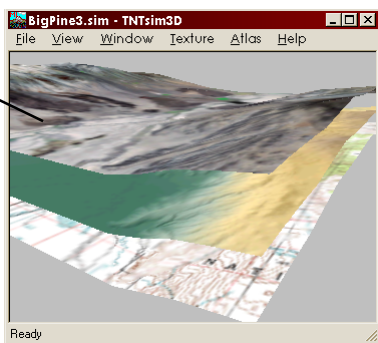 BigPine3.sim - TNTsim3D
File View Window Texture Atlas Help
N A T I
Ready